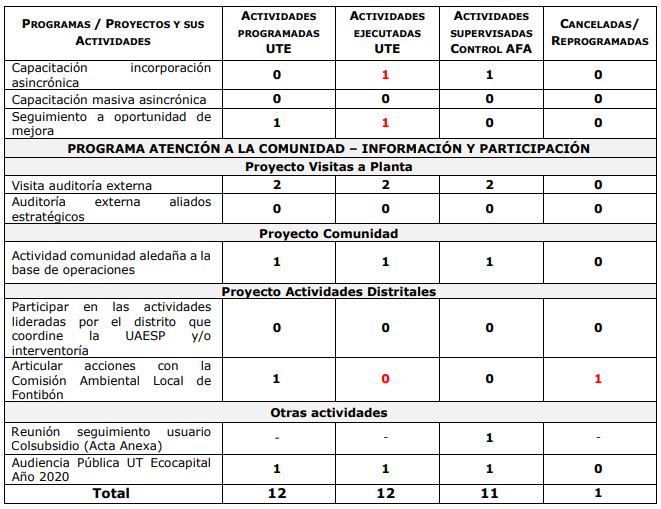 PROGRAMAS / PROYECTOS Y SUS ACTIVIDADES | ACTIVIDADES PROGRAMADAS UTE | ACTIVIDADES EJECUTADAS UTE | ACTIVIDADES SUPERVISADAS CONTROL AFA | CANCELADAS/ REPROGRAMADAS
Capacitación incorporación asincrónica | 0 | 1 | 1 | 0
Capacitación masiva asincrónica | 0 | 0 | 0 | 0
Seguimiento a oportunidad de mejora | 1 | 1 | 0 | 0
PROGRAMA ATENCIÓN A LA COMUNIDAD – INFORMACIÓN Y PARTICIPACIÓN
Proyecto Visitas a Planta
Visita auditoría externa | 2 | 2 | 2 | 0
Auditoría externa aliados estratégicos | 0 | 0 | 0 | 0
Proyecto Comunidad
Actividad comunidad aledaña a la base de operaciones | 1 | 1 | 1 | 0
Proyecto Actividades Distritales
Participar en las actividades lideradas por el distrito que coordine la UAESP y/o interventoría | 0 | 0 | 0 | 0
Articular acciones con la Comisión Ambiental Local de Fontibón | 1 | 0 | 0 | 1
Otras actividades
Reunión seguimiento usuario Colsubsidio (Acta Anexa) | - | - | 1 | -
Audiencia Pública UT Ecocapital Año 2020 | 1 | 1 | 1 | 0
Total | 12 | 12 | 11 | 1